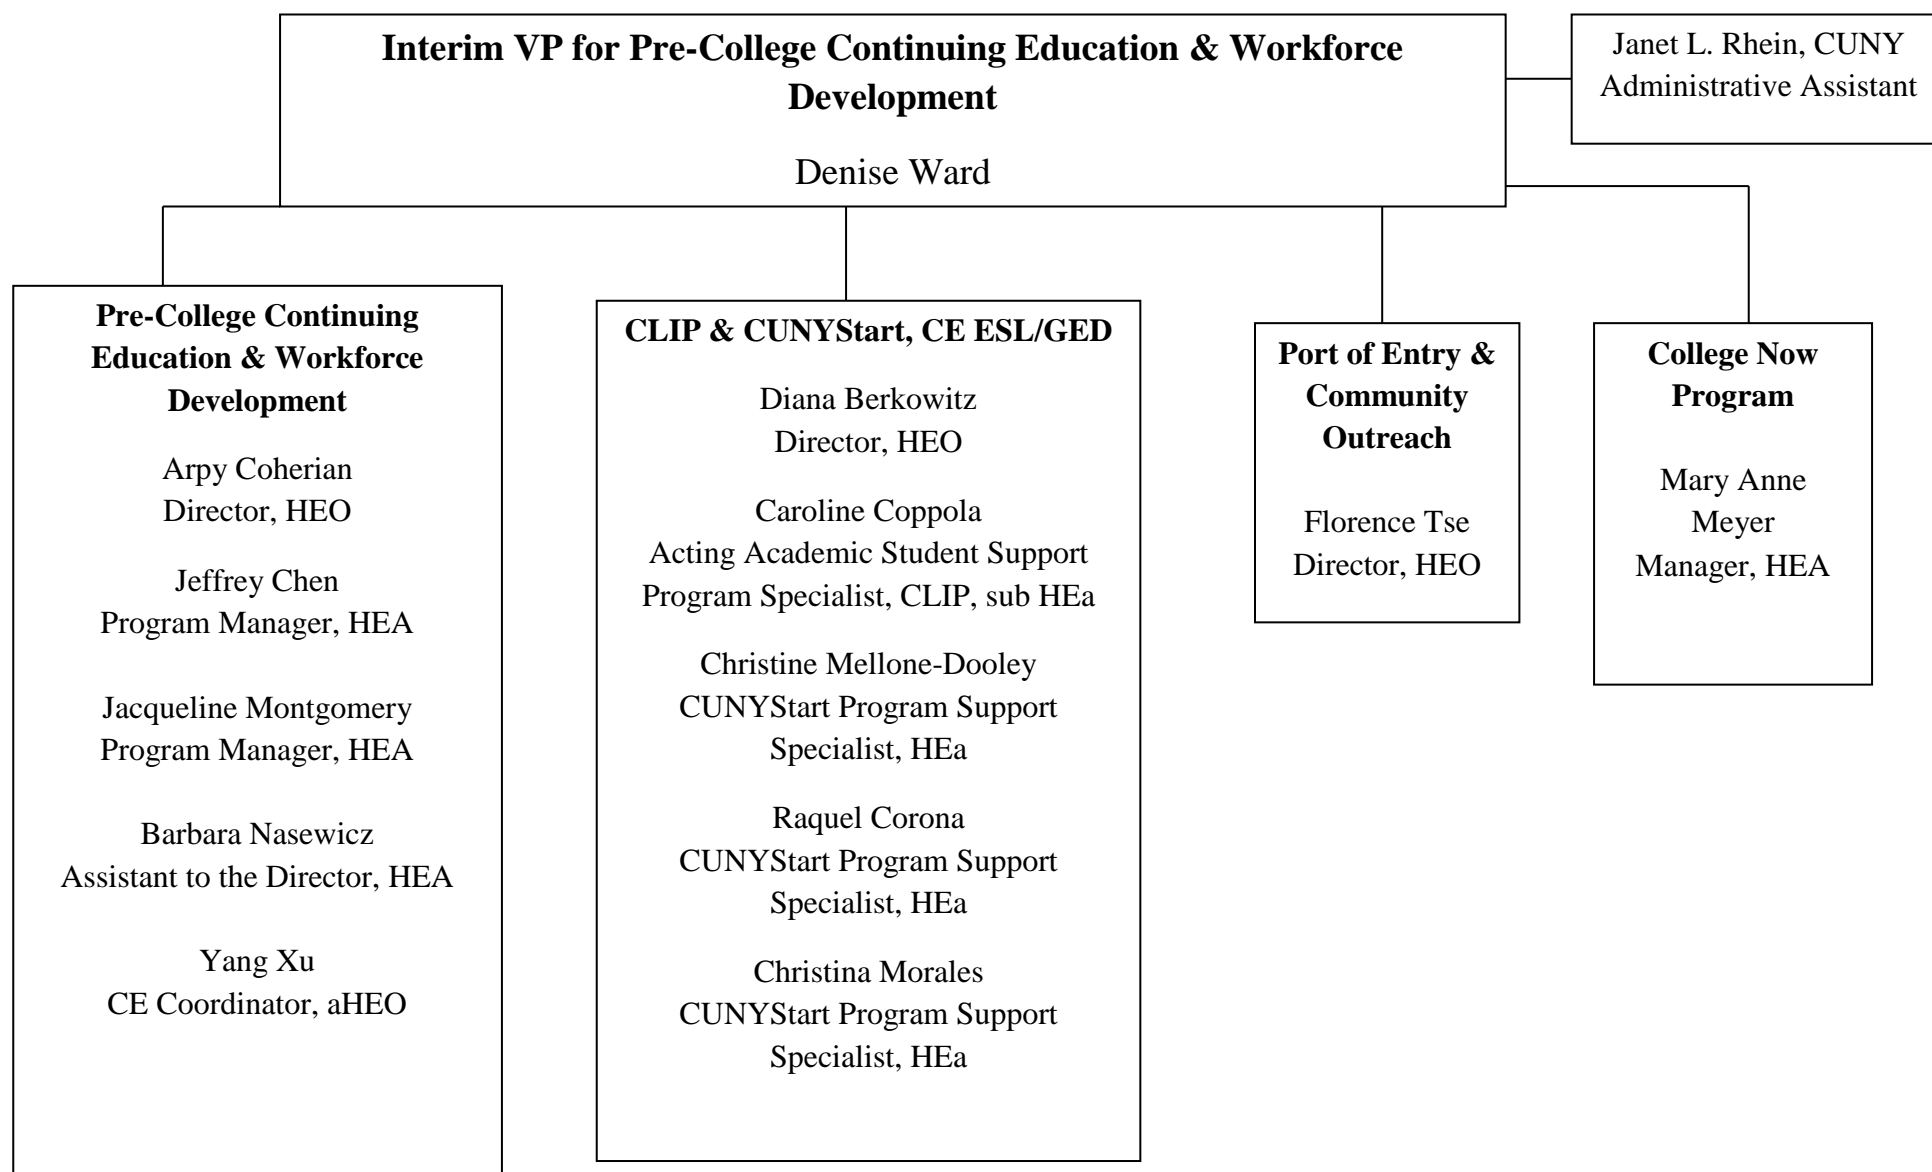 Interim VP for Pre-College Continuing Education & Workforce
Development
Denise Ward
Janet L. Rhein, CUNY
Administrative Assistant
Pre-College Continuing
Education & Workforce
Development
Arpy Coherian
Director, HEO
Jeffrey Chen
Program Manager, HEA
Jacqueline Montgomery
Program Manager, HEA
Barbara Nasewicz
Assistant to the Director, HEA
Yang Xu
CE Coordinator, aHEO
CLIP & CUNYStart, CE ESL/GED
Diana Berkowitz
Director, HEO
Caroline Coppola
Acting Academic Student Support
Program Specialist, CLIP, sub HEa
Christine Mellone-Dooley
CUNYStart Program Support
Specialist, HEa
Raquel Corona
CUNYStart Program Support
Specialist, HEa
Christina Morales
CUNYStart Program Support
Specialist, HEa
Port of Entry &
Community
Outreach
Florence Tse
Director, HEO
College Now
Program
Mary Anne
Meyer
Manager, HEA